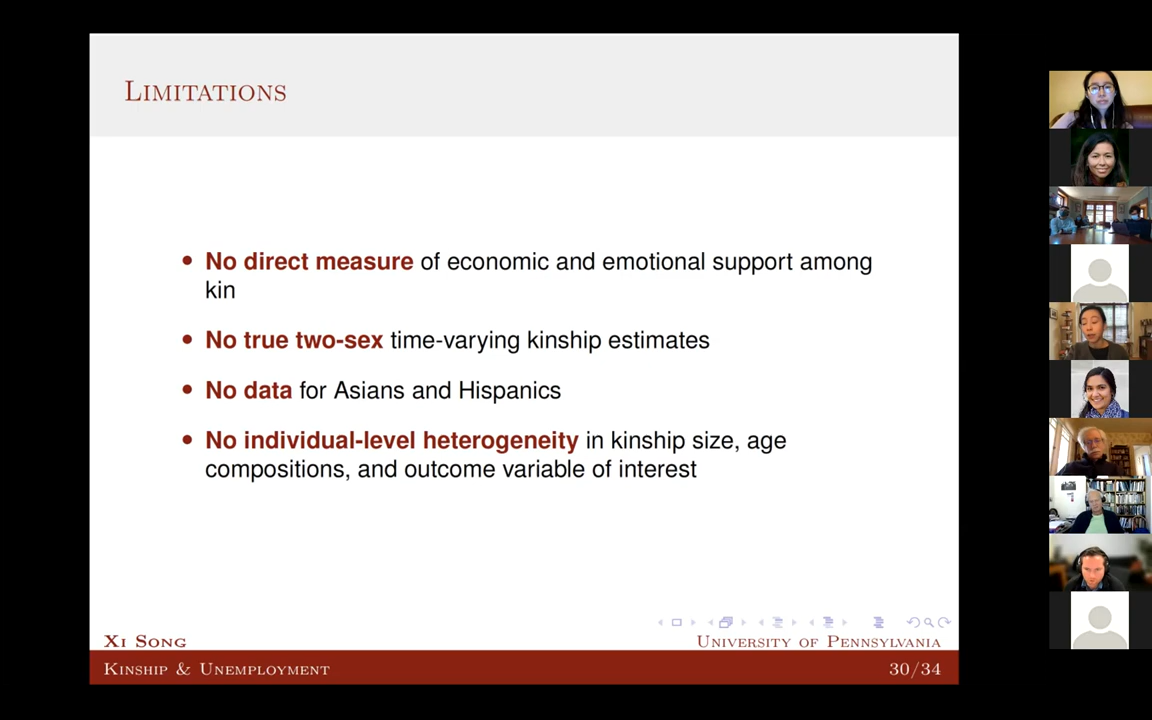 Limitations
• No direct measure of economic and emotional support among
kin
• No true two-sex time-varying kinship estimates
• No data for Asians and Hispanics
• No individual-level heterogeneity in kinship size, age
compositions, and outcome variable of interest
Xi Song University of Pennsylvania
Kinship & Unemployment 30/34